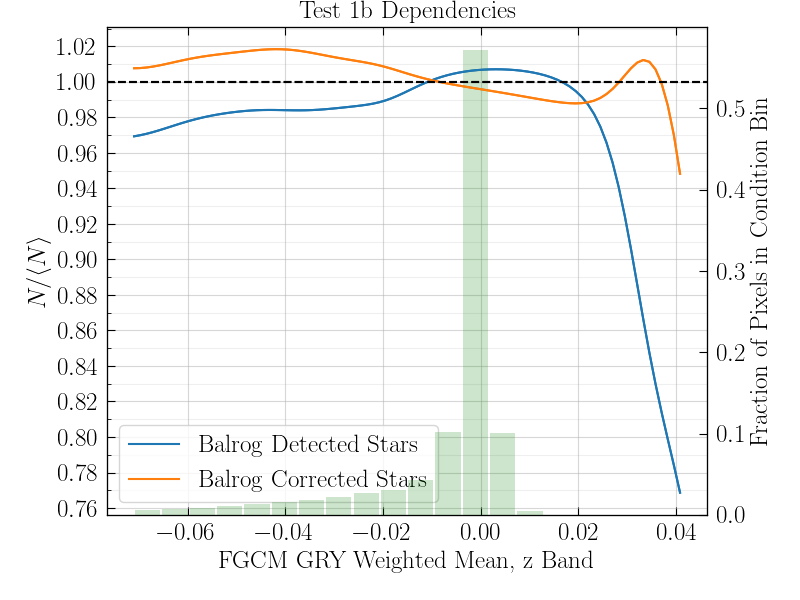 Test 1b Dependencies
1.02
1.00
0.98
0.96
0.94
0.92
0.90
0.88
0.86
0.84
0.82
0.80
0.78
0.76
N/⟨N⟩
0.5
0.4
0.3
0.2
0.1
0.0
Fraction of Pixels in Condition Bin
Balrog Detected Stars
Balrog Corrected Stars
−0.06 −0.04 −0.02 0.00 0.02 0.04
FGCM GRY Weighted Mean, z Band